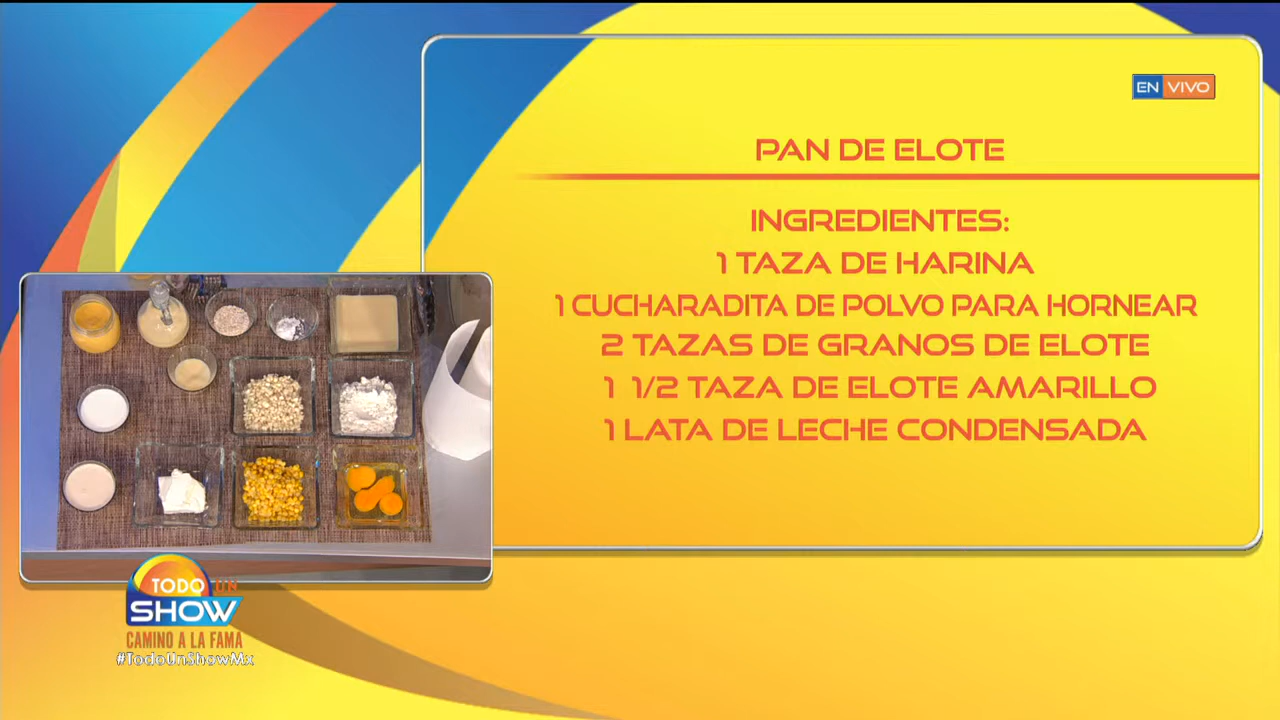 EN VIVO
PAN DE ELOTE
INGREDIENTES:
1 TAZA DE HARINA
1 CUCHARADITA DE POLVO PARA HORNEAR
2 TAZAS DE GRANOS DE ELOTE
1 1/2 TAZA DE ELOTE AMARILLO
1 LATA DE LECHE CONDENSADA
TODO UN
SHOW
CAMINO A LA FAMA
#TodoUnShowMx